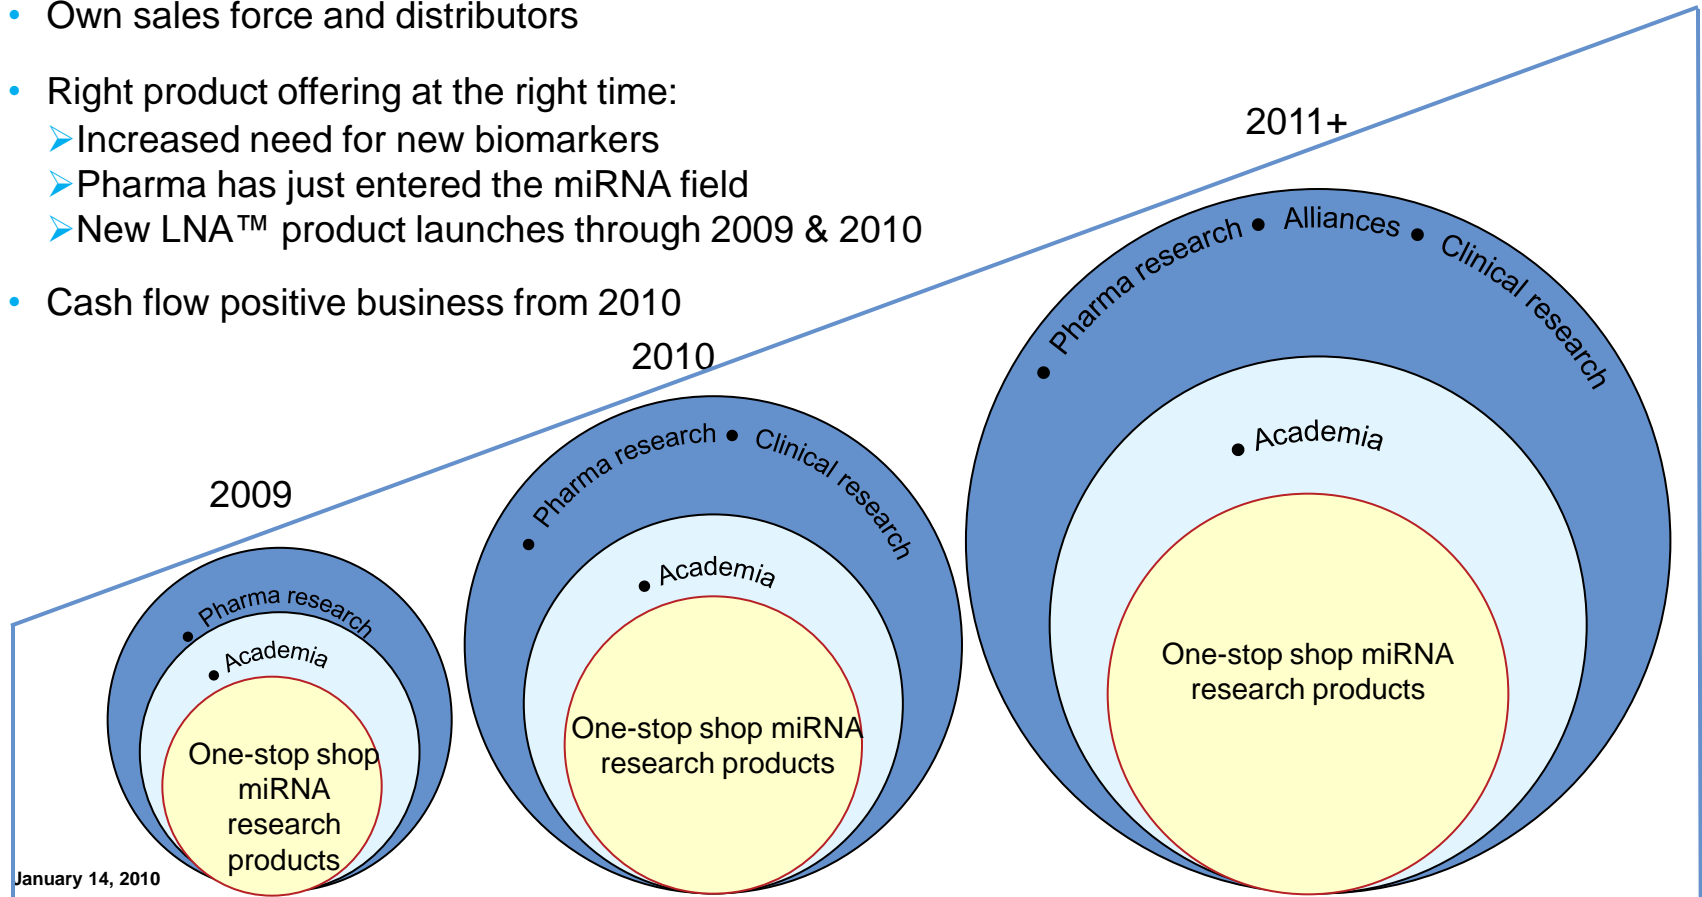 • Own sales force and distributors
• Right product offering at the right time:
➢Increased need for new biomarkers
➢Pharma has just entered the miRNA field
➢New LNA™ product launches through 2009 & 2010
• Cash flow positive business from 2010
2009
• Pharma research
• Academia
One-stop shop
miRNA
research
products
2010
• Pharma research • Clinical research
• Academia
One-stop shop miRNA
research products
2011+
• Pharma research • Alliances • Clinical research
• Academia
One-stop shop miRNA
research products
January 14, 2010